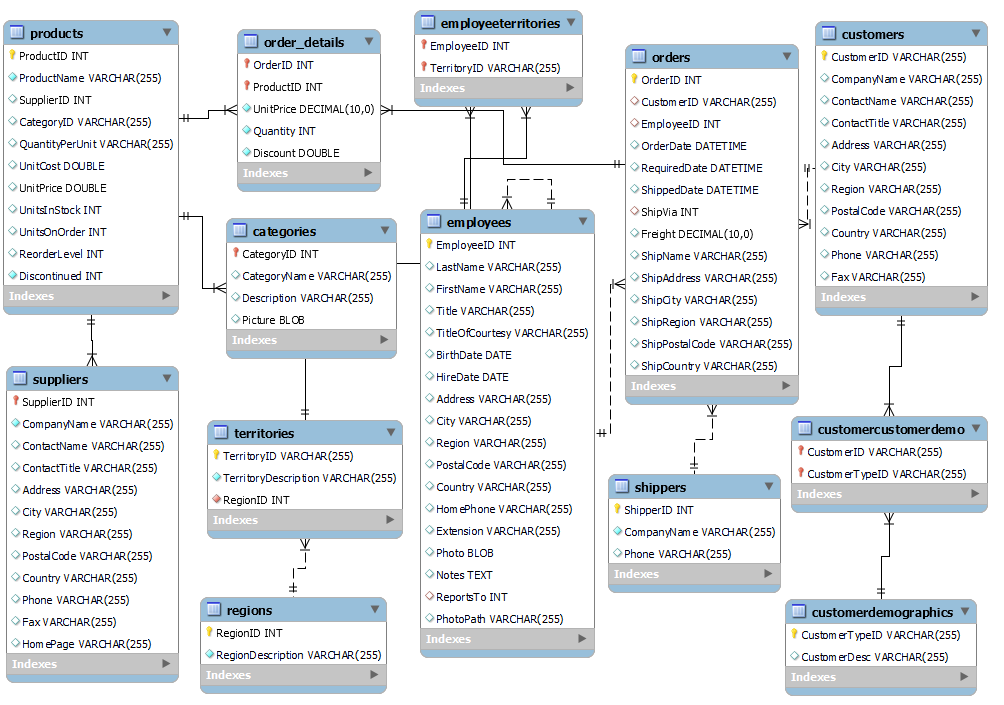 products
ProductID INT
ProductName VARCHAR(255)
SupplierID INT
CategoryID VARCHAR(255)
QuantityPerUnit VARCHAR(255)
UnitCost DOUBLE
UnitPrice DOUBLE
UnitsInStock INT
UnitsOnOrder INT
ReorderLevel INT
Discontinued INT
Indexes
order_details
OrderID INT
ProductID INT
UnitPrice DECIMAL(10,0)
Quantity INT
Discount DOUBLE
Indexes
employeeterritories
EmployeeID INT
TerritoryID VARCHAR(255)
Indexes
orders
OrderID INT
CustomerID VARCHAR(255)
EmployeeID INT
OrderDate DATETIME
RequiredDate DATETIME
ShippedDate DATETIME
ShipVia INT
Freight DECIMAL(10,0)
ShipName VARCHAR(255)
ShipAddress VARCHAR(255)
ShipCity VARCHAR(255)
ShipRegion VARCHAR(255)
ShipPostalCode VARCHAR(255)
ShipCountry VARCHAR(255)
Indexes
customers
CustomerID VARCHAR(255)
CompanyName VARCHAR(255)
ContactName VARCHAR(255)
ContactTitle VARCHAR(255)
Address VARCHAR(255)
City VARCHAR(255)
Region VARCHAR(255)
PostalCode VARCHAR(255)
Country VARCHAR(255)
Phone VARCHAR(255)
Fax VARCHAR(255)
Indexes
categories
CategoryID INT
CategoryName VARCHAR(255)
Description VARCHAR(255)
Picture BLOB
Indexes
employees
EmployeeID INT
LastName VARCHAR(255)
FirstName VARCHAR(255)
Title VARCHAR(255)
TitleOfCourtesy VARCHAR(255)
BirthDate DATE
HireDate DATE
Address VARCHAR(255)
City VARCHAR(255)
Region VARCHAR(255)
PostalCode VARCHAR(255)
Country VARCHAR(255)
HomePhone VARCHAR(255)
Extension VARCHAR(255)
Photo BLOB
Notes TEXT
ReportsTo INT
PhotoPath VARCHAR(255)
Indexes
suppliers
SupplierID INT
CompanyName VARCHAR(255)
ContactName VARCHAR(255)
ContactTitle VARCHAR(255)
Address VARCHAR(255)
City VARCHAR(255)
Region VARCHAR(255)
PostalCode VARCHAR(255)
Country VARCHAR(255)
Phone VARCHAR(255)
Fax VARCHAR(255)
HomePage VARCHAR(255)
Indexes
territories
TerritoryID VARCHAR(255)
TerritoryDescription VARCHAR(255)
RegionID INT
Indexes
customercustomerdemo
CustomerID VARCHAR(255)
CustomerTypeID VARCHAR(255)
Indexes
shippers
ShipperID INT
CompanyName VARCHAR(255)
Phone VARCHAR(255)
Indexes
regions
RegionID INT
RegionDescription VARCHAR(255)
Indexes
customerdemographics
CustomerTypeID VARCHAR(255)
CustomerDesc VARCHAR(255)
Indexes